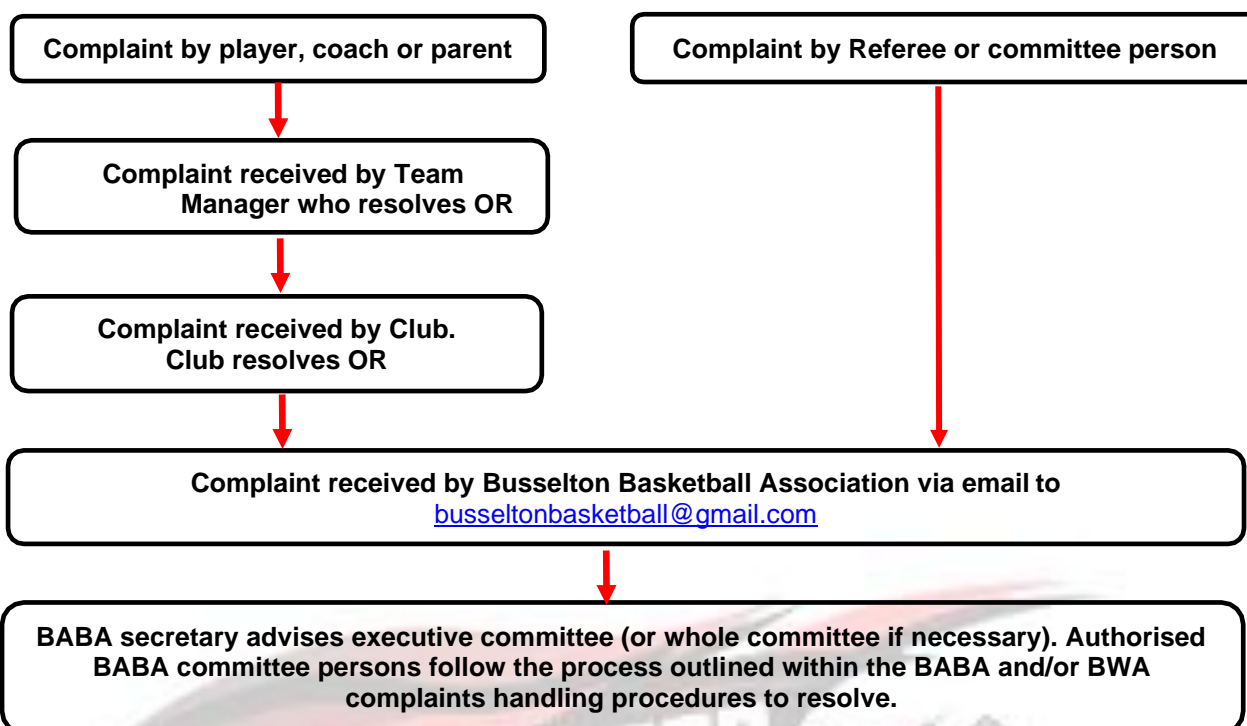 Complaint by player, coach or parent
Complaint by Referee or committee person
Complaint received by Team
Manager who resolves OR
Complaint received by Club.
Club resolves OR
Complaint received by Busselton Basketball Association via email to
busseltonbasketball@gmail.com
BABA secretary advises executive committee (or whole committee if necessary). Authorised
BABA committee persons follow the process outlined within the BABA and/or BWA
complaints handling procedures to resolve.